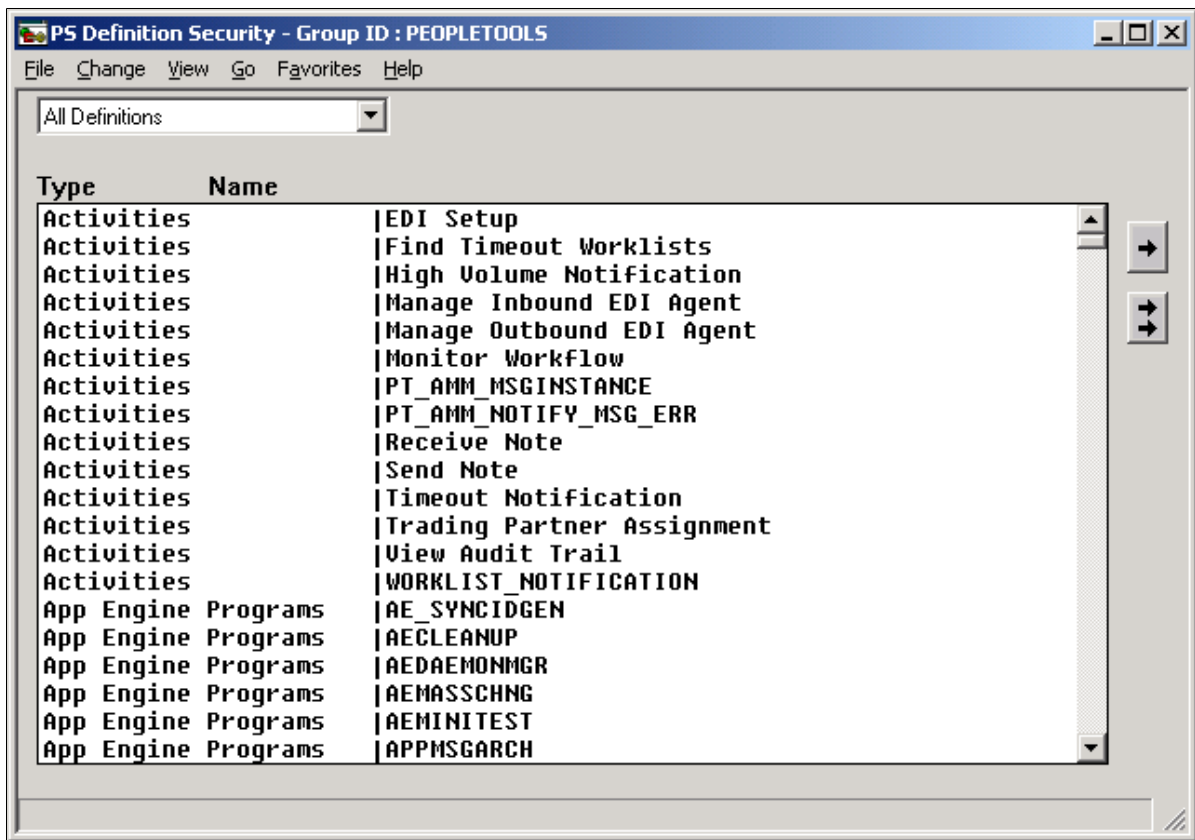 PS Definition Security - Group ID : PEOPLETOOLS
File Change View Go Favorites Help
All Definitions
Type Name
Activities |EDI Setup
Activities |Find Timeout Worklists
Activities |High Volume Notification
Activities |Manage Inbound EDI Agent
Activities |Manage Outbound EDI Agent
Activities |Monitor Workflow
Activities |PT_AMM_MSGINSTANCE
Activities |PT_AMM_NOTIFY_MSG_ERR
Activities |Receive Note
Activities |Send Note
Activities |Timeout Notification
Activities |Trading Partner Assignment
Activities |View Audit Trail
Activities |WORKLIST_NOTIFICATION
App Engine Programs |AE_SYNCIDGEN
App Engine Programs |AECLEANUP
App Engine Programs |AEDAEMONMGR
App Engine Programs |AEMASSCHNG
App Engine Programs |AEMINITEST
App Engine Programs |APPMSGARCH